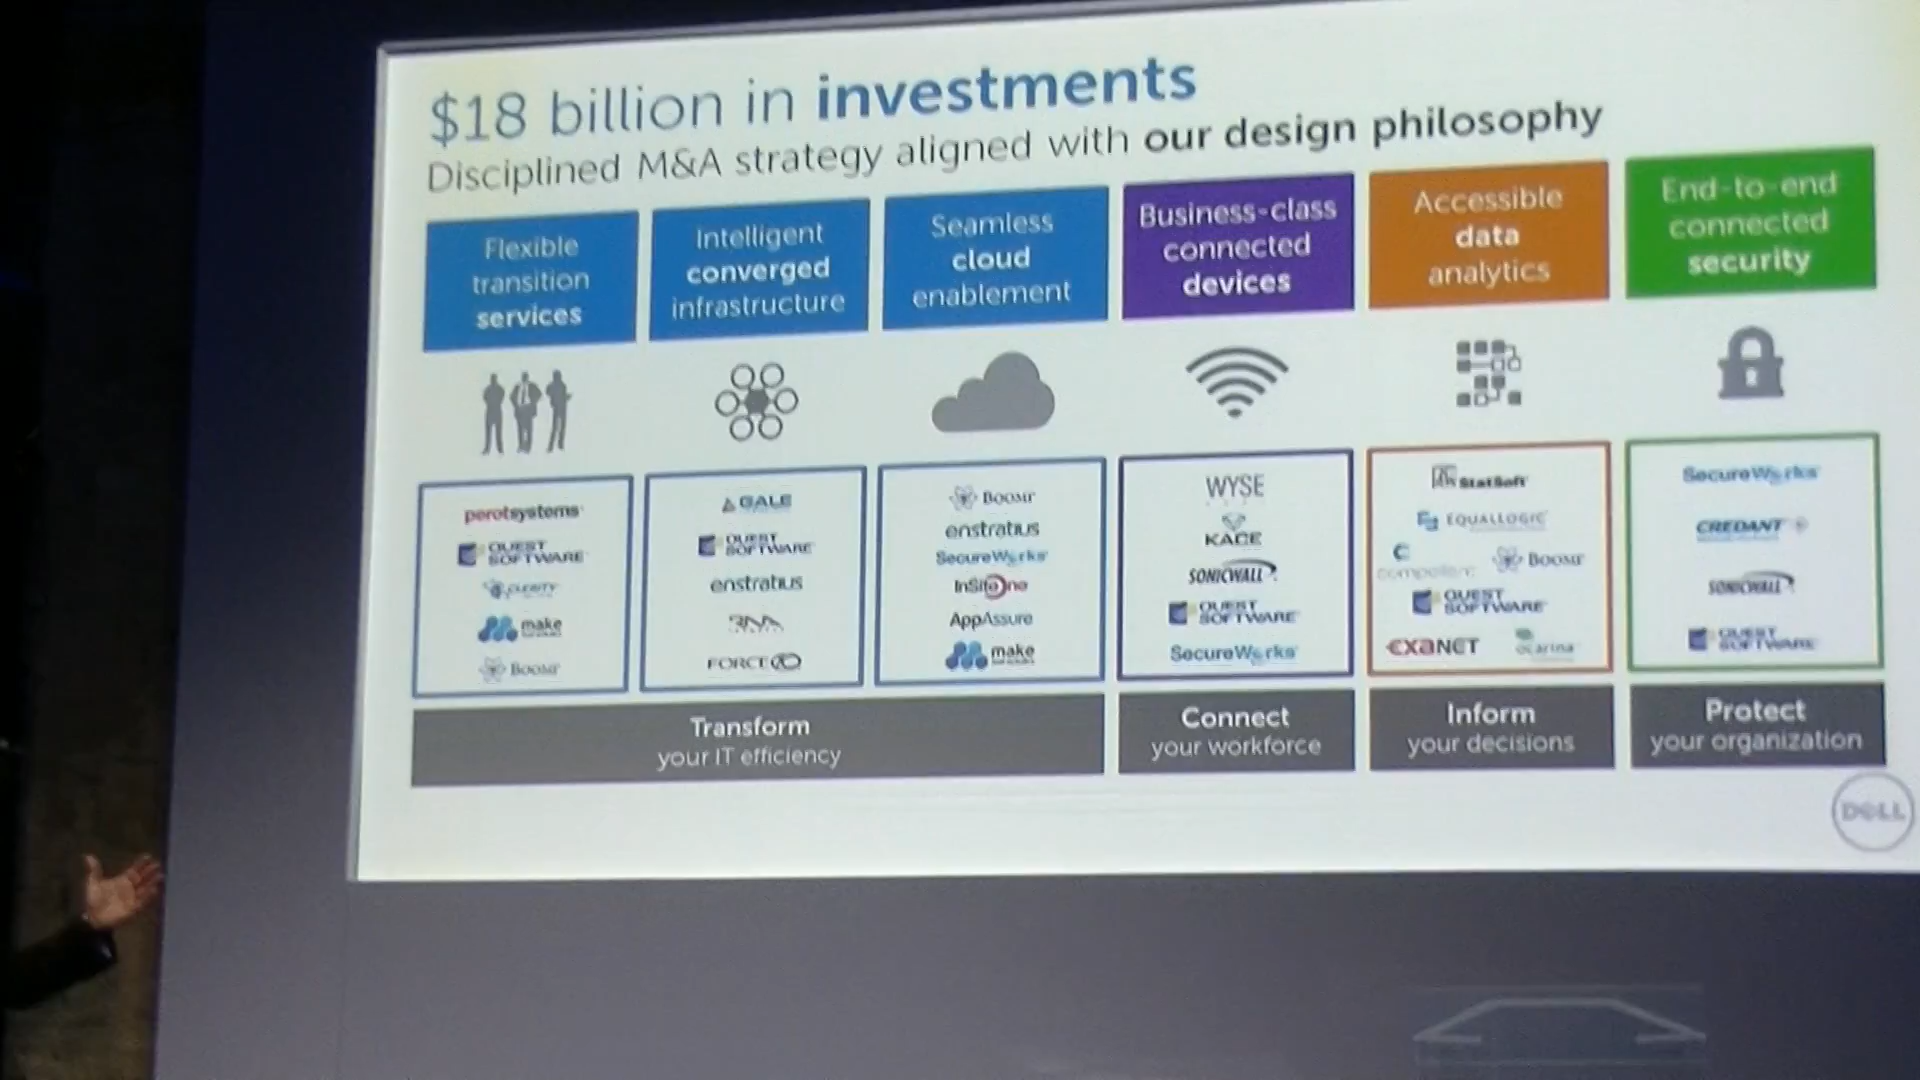 $18 billion in investments
Disciplined M&A strategy aligned with our design philosophy
Flexible
transition
services
Intelligent
converged
infrastructure
Seamless
cloud
enablement
Business-class
connected
devices
Accessible
data
analytics
End-to-end
connected
security
perotsystems
QUEST
SOFTWARE
CLERITY
make
BOOMI
GALE
QUEST
SOFTWARE
enstratius
RNA
FORCE10
BOOMI
enstratius
SecureWorks
InSiteOne
AppAssure
make
WYSE
KACE
SONICWALL
QUEST
SOFTWARE
SecureWorks
StatSoft
EQUALLOGIC
compellent
BOOMI
QUEST
SOFTWARE
EXANET
ocarina
SecureWorks
CREDANT
SONICWALL
QUEST
SOFTWARE
Transform
your IT efficiency
Connect
your workforce
Inform
your decisions
Protect
your organization
DELL